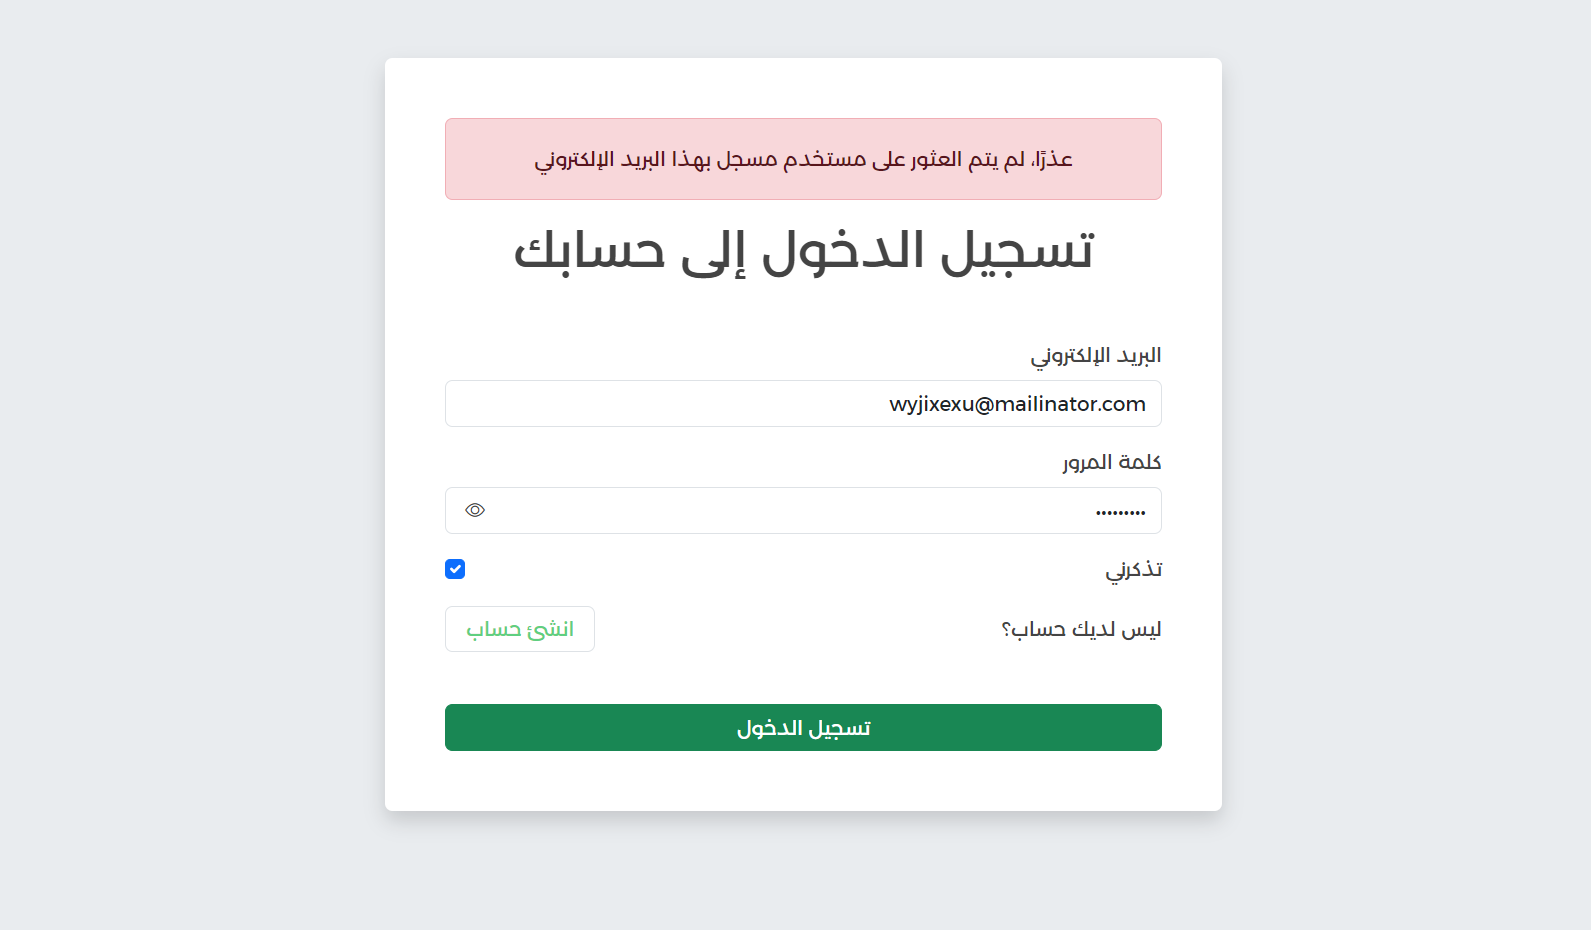 عذرًا، لم يتم العثور على مستخدم مسجل بهذا البريد الإلكتروني
تسجيل الدخول إلى حسابك
البريد الإلكتروني
wyjixexu@mailinator.com
كلمة المرور
•••••••••
تذكرني
ليس لديك حساب؟ انشئ حساب
تسجيل الدخول